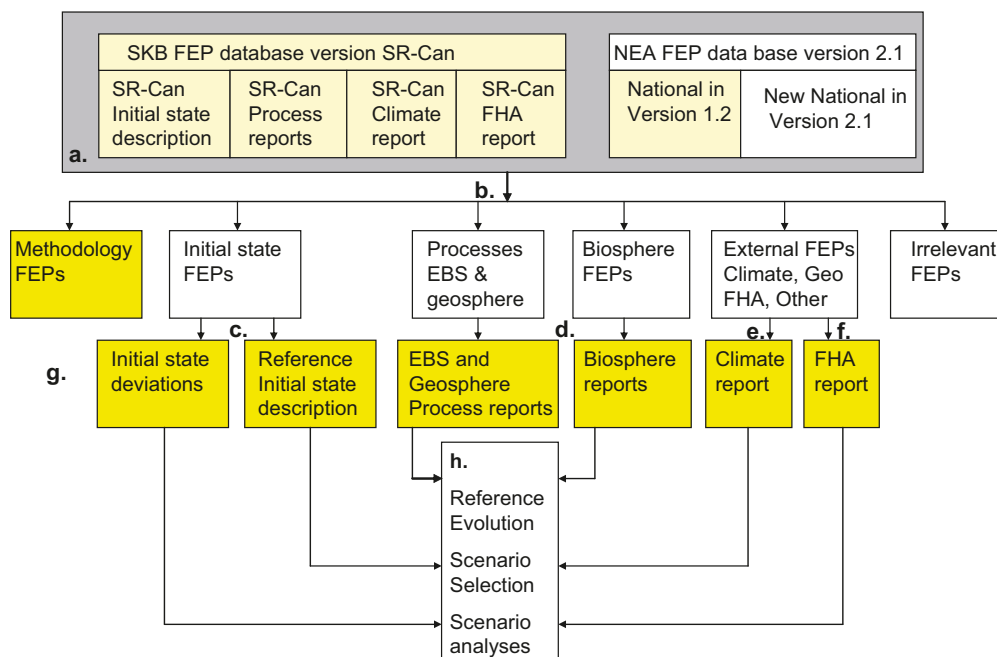 SKB FEP database version SR-Can
NEA FEP data base version 2.1
SR-Can
Initial state
description
SR-Can
Process
reports
SR-Can
Climate
report
SR-Can
FHA
report
National in
Version 1.2
New National in
Version 2.1
a.
b.
Methodology
FEPs
Initial state
FEPs
Processes
EBS &
geosphere
Biosphere
FEPs
External FEPs
Climate, Geo
FHA, Other
Irrelevant
FEPs
c.
d.
e.
f.
g.
Initial state
deviations
Reference
Initial state
description
EBS and
Geosphere
Process reports
Biosphere
reports
Climate
report
FHA
report
h.
Reference
Evolution
Scenario
Selection
Scenario
analyses